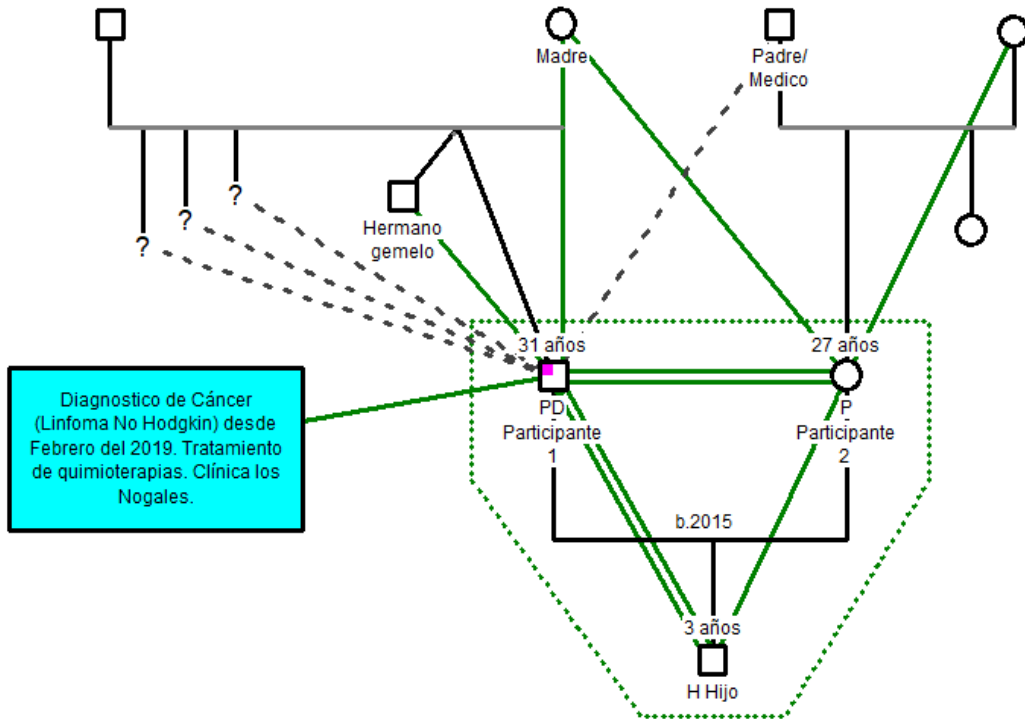 Madre
Padre/
Medico
?
?
?
Hermano
gemelo
31 años
27 años
Diagnostico de Cáncer
(Linfoma No Hodgkin) desde
Febrero del 2019. Tratamiento
de quimioterapias. Clínica los
Nogales.
PD
Participante
1
P
Participante
2
b.2015
3 años
H Hijo